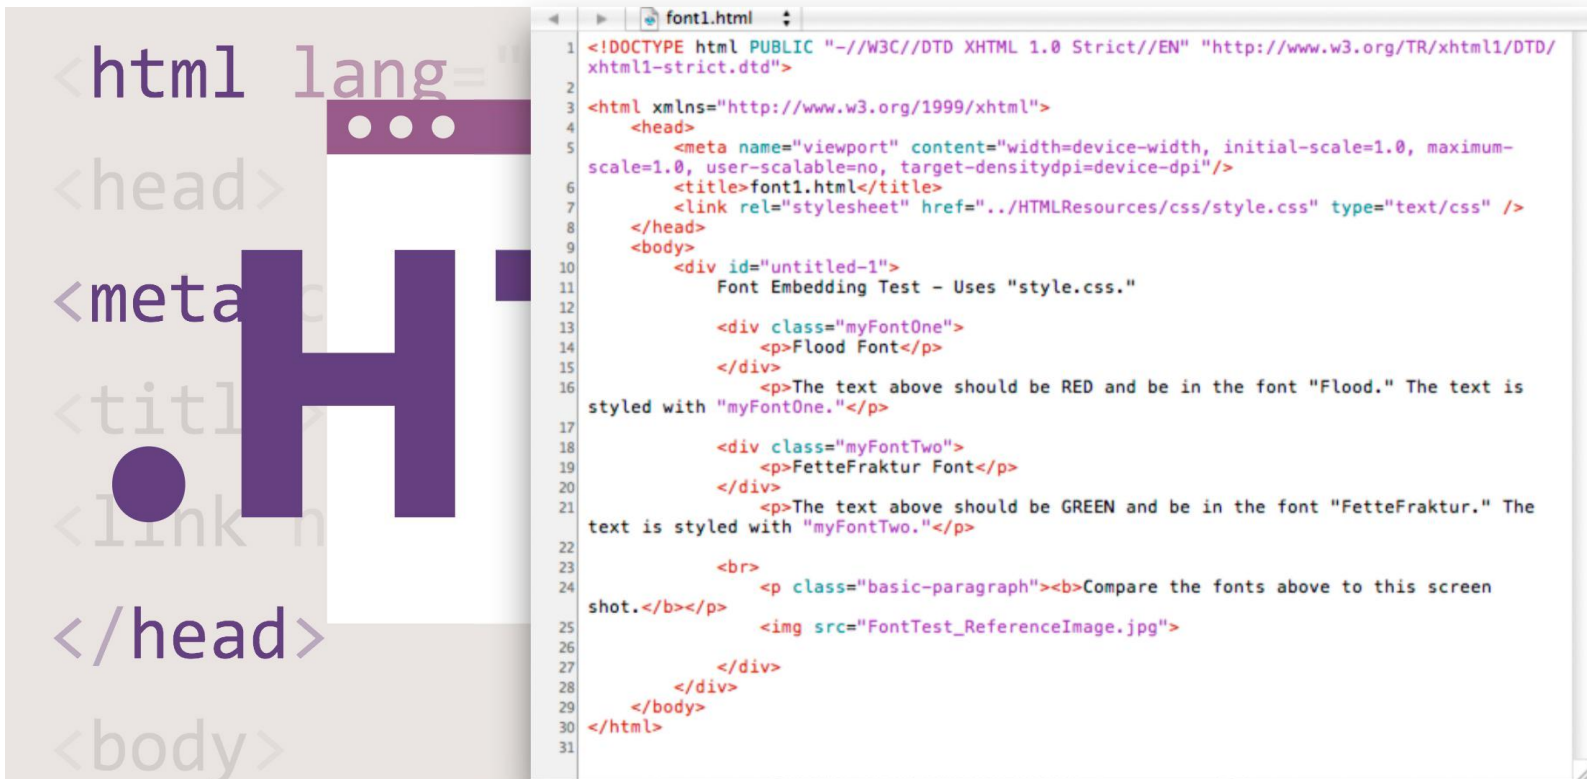 <html lang="
<head>
<meta c
<titl
<link h
</head>
<body>
.H
font1.html
1 <!DOCTYPE html PUBLIC "-//W3C//DTD XHTML 1.0 Strict//EN" "http://www.w3.org/TR/xhtml1/DTD/
xhtml1-strict.dtd">
2
3 <html xmlns="http://www.w3.org/1999/xhtml">
4 <head>
5 <meta name="viewport" content="width=device-width, initial-scale=1.0, maximum-
scale=1.0, user-scalable=no, target-densitydpi=device-dpi"/>
6 <title>font1.html</title>
7 <link rel="stylesheet" href="../HTMLResources/css/style.css" type="text/css" />
8 </head>
9 <body>
10 <div id="untitled-1">
11 Font Embedding Test – Uses "style.css."
12
13 <div class="myFontOne">
14 <p>Flood Font</p>
15 </div>
16 <p>The text above should be RED and be in the font "Flood." The text is
styled with "myFontOne."</p>
17
18 <div class="myFontTwo">
19 <p>FetteFraktur Font</p>
20 </div>
21 <p>The text above should be GREEN and be in the font "FetteFraktur." The
text is styled with "myFontTwo."</p>
22
23 <br>
24 <p class="basic-paragraph"><b>Compare the fonts above to this screen
shot.</b></p>
25 <img src="FontTest_ReferenceImage.jpg">
26
27 </div>
28 </div>
29 </body>
30 </html>
31